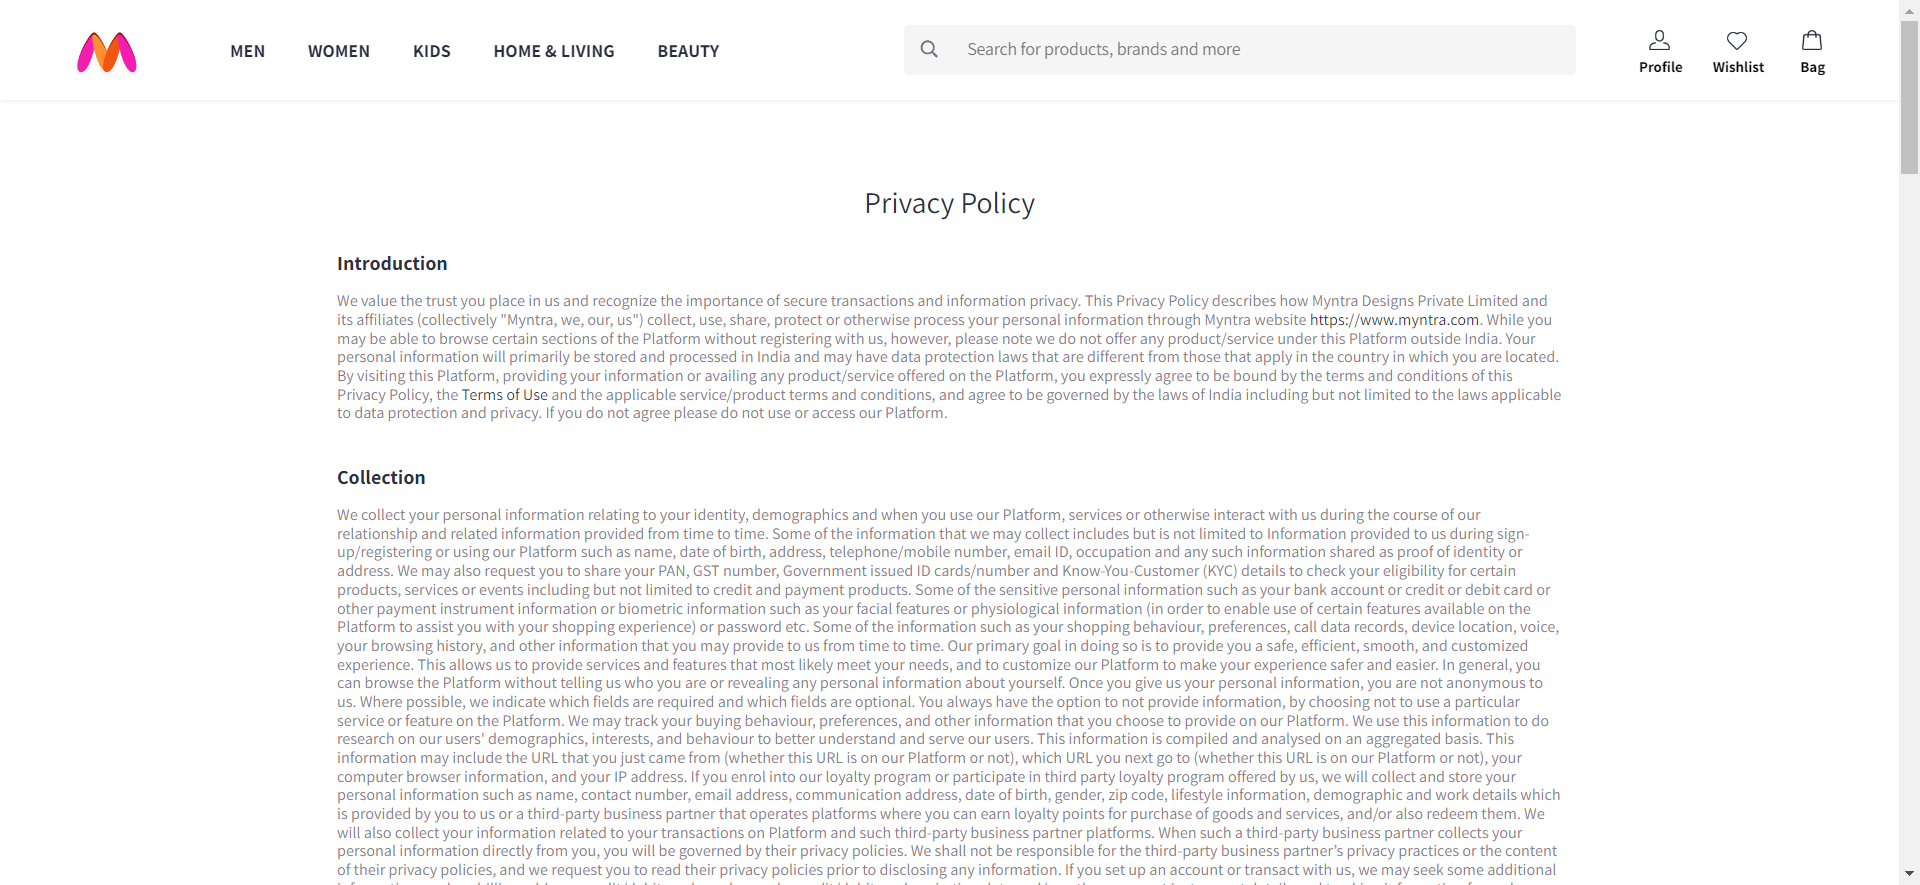 MEN WOMEN KIDS HOME & LIVING BEAUTY Search for products, brands and more Profile Wishlist Bag
Privacy Policy
Introduction
We value the trust you place in us and recognize the importance of secure transactions and information privacy. This Privacy Policy describes how Myntra Designs Private Limited and
its affiliates (collectively "Myntra, we, our, us") collect, use, share, protect or otherwise process your personal information through Myntra website https://www.myntra.com. While you
may be able to browse certain sections of the Platform without registering with us, however, please note we do not offer any product/service under this Platform outside India. Your
personal information will primarily be stored and processed in India and may have data protection laws that are different from those that apply in the country in which you are located.
By visiting this Platform, providing your information or availing any product/service offered on the Platform, you expressly agree to be bound by the terms and conditions of this
Privacy Policy, the Terms of Use and the applicable service/product terms and conditions, and agree to be governed by the laws of India including but not limited to the laws applicable
to data protection and privacy. If you do not agree please do not use or access our Platform.
Collection
We collect your personal information relating to your identity, demographics and when you use our Platform, services or otherwise interact with us during the course of our
relationship and related information provided from time to time. Some of the information that we may collect includes but is not limited to Information provided to us during sign-
up/registering or using our Platform such as name, date of birth, address, telephone/mobile number, email ID, occupation and any such information shared as proof of identity or
address. We may also request you to share your PAN, GST number, Government issued ID cards/number and Know-You-Customer (KYC) details to check your eligibility for certain
products, services or events including but not limited to credit and payment products. Some of the sensitive personal information such as your bank account or credit or debit card or
other payment instrument information or biometric information such as your facial features or physiological information (in order to enable use of certain features available on the
Platform to assist you with your shopping experience) or password etc. Some of the information such as your shopping behaviour, preferences, call data records, device location, voice,
your browsing history, and other information that you may provide to us from time to time. Our primary goal in doing so is to provide you a safe, efficient, smooth, and customized
experience. This allows us to provide services and features that most likely meet your needs, and to customize our Platform to make your experience safer and easier. In general, you
can browse the Platform without telling us who you are or revealing any personal information about yourself. Once you give us your personal information, you are not anonymous to
us. Where possible, we indicate which fields are required and which fields are optional. You always have the option to not provide information, by choosing not to use a particular
service or feature on the Platform. We may track your buying behaviour, preferences, and other information that you choose to provide on our Platform. We use this information to do
research on our users' demographics, interests, and behaviour to better understand and serve our users. This information is compiled and analysed on an aggregated basis. This
information may include the URL that you just came from (whether this URL is on our Platform or not), which URL you next go to (whether this URL is on our Platform or not), your
computer browser information, and your IP address. If you enrol into our loyalty program or participate in third party loyalty program offered by us, we will collect and store your
personal information such as name, contact number, email address, communication address, date of birth, gender, zip code, lifestyle information, demographic and work details which
is provided by you to us or a third-party business partner that operates platforms where you can earn loyalty points for purchase of goods and services, and/or also redeem them. We
will also collect your information related to your transactions on Platform and such third-party business partner platforms. When such a third-party business partner collects your
personal information directly from you, you will be governed by their privacy policies. We shall not be responsible for the third-party business partner’s privacy practices or the content
of their privacy policies, and we request you to read their privacy policies prior to disclosing any information. If you set up an account or transact with us, we may seek some additional